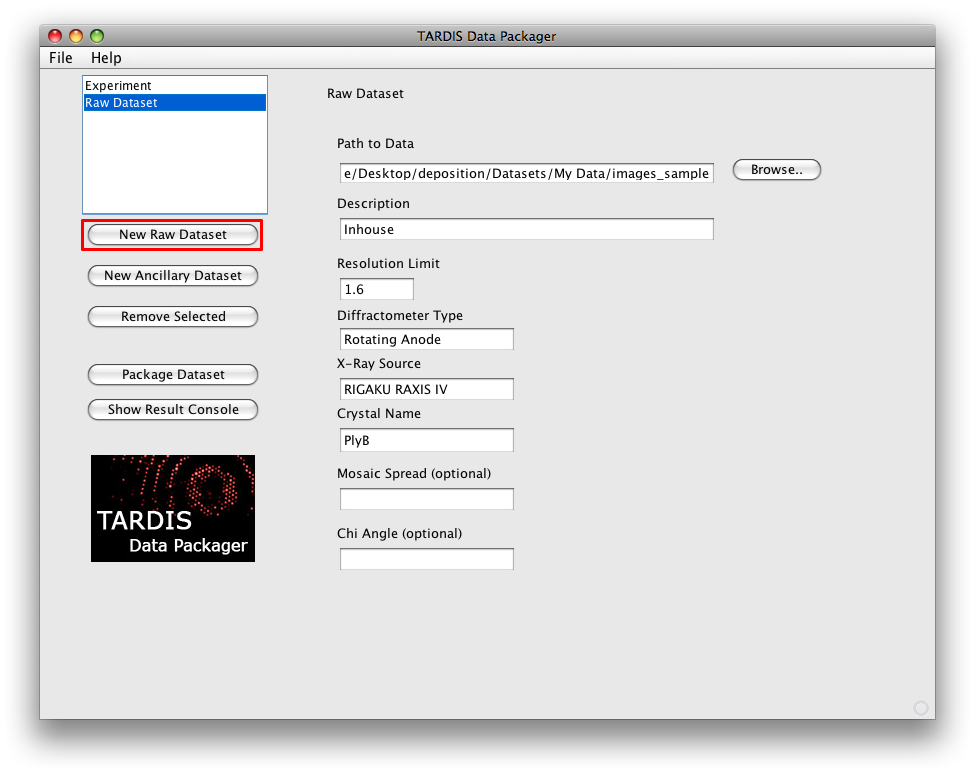 TARDIS Data Packager
File Help
Experiment
Raw Dataset
New Raw Dataset
New Ancillary Dataset
Remove Selected
Package Dataset
Show Result Console
TARDIS
Data Packager
Raw Dataset
Path to Data
e/Desktop/deposition/Datasets/My Data/images_sample
Browse..
Description
Inhouse
Resolution Limit
1.6
Diffractometer Type
Rotating Anode
X-Ray Source
RIGAKU RAXIS IV
Crystal Name
PlyB
Mosaic Spread (optional)
Chi Angle (optional)